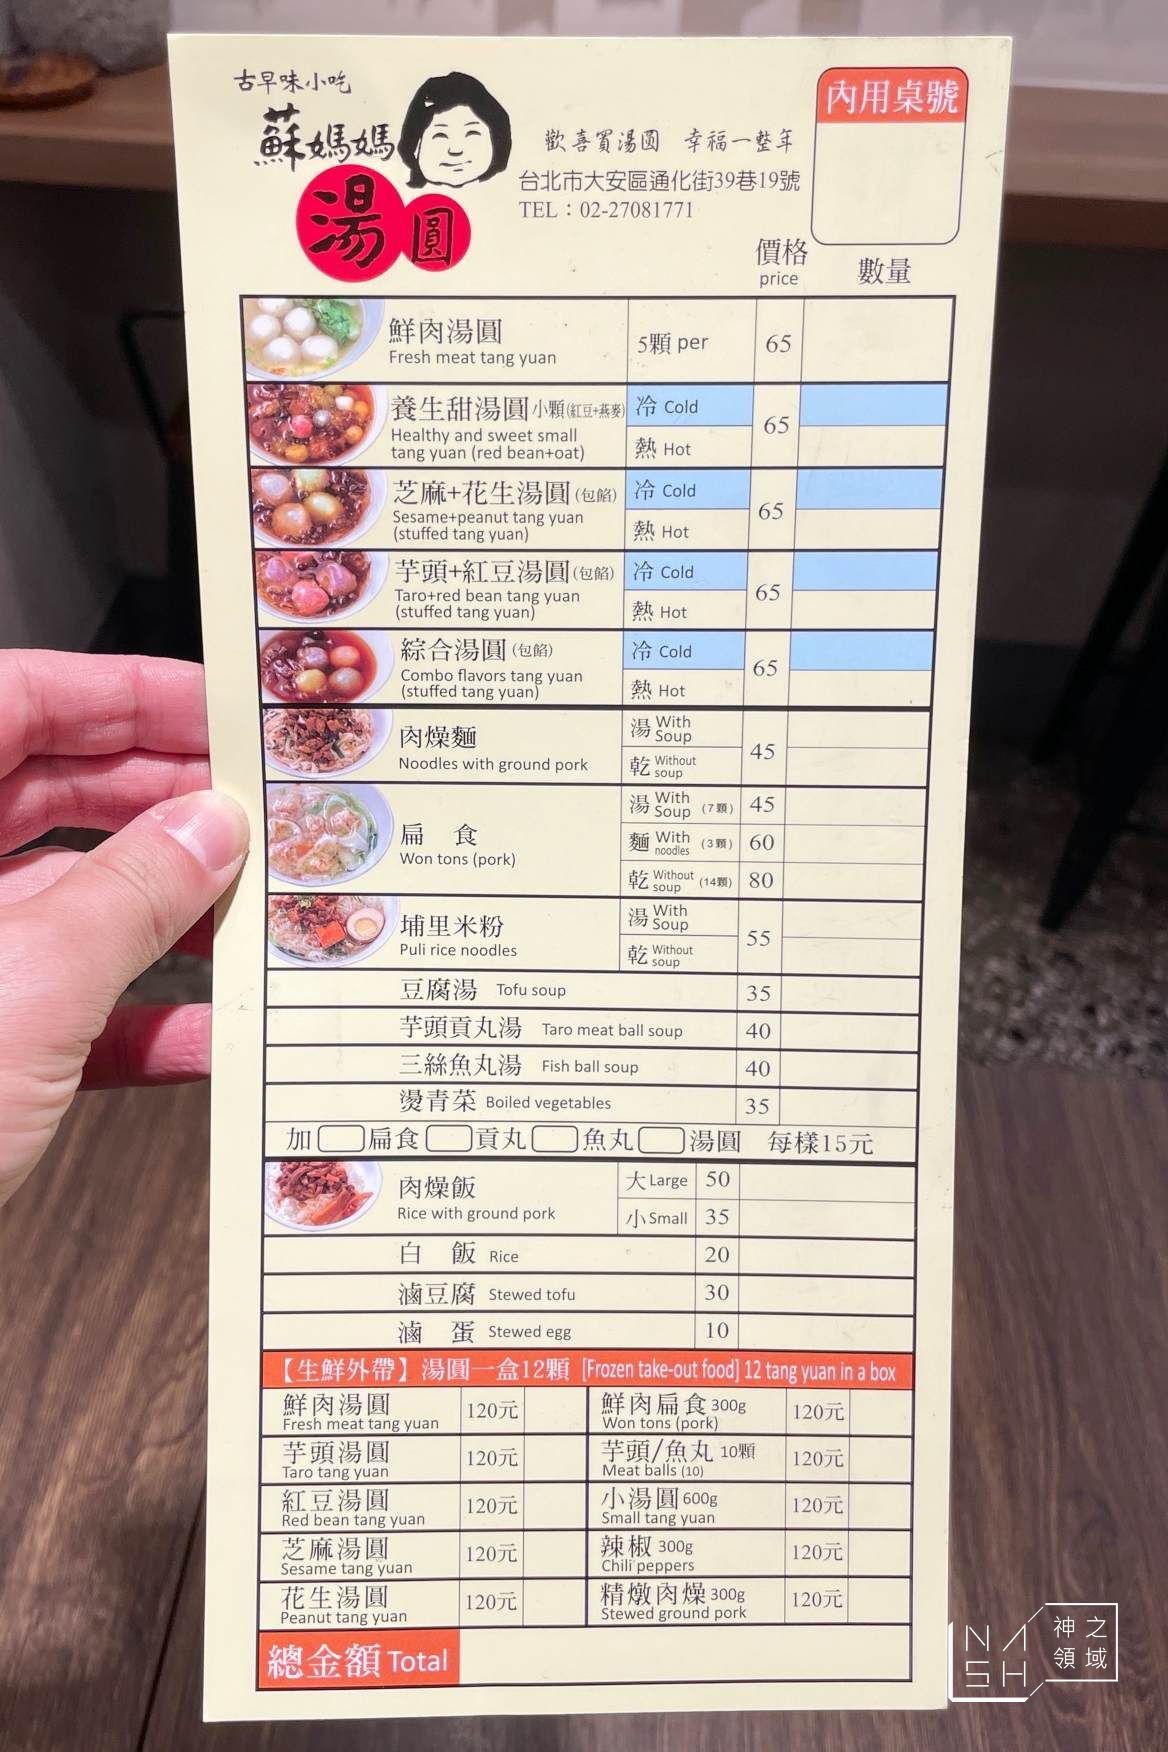 古早味小吃
蘇媽媽
湯圓
歡喜買湯圓 幸福一整年
台北市大安區通化街39巷19號
TEL：02-27081771
內用桌號
價格
price
數量
鮮肉湯圓
Fresh meat tang yuan
5顆 per
65
養生甜湯圓小顆(紅豆+燕麥)
Healthy and sweet small
tang yuan (red bean+oat)
冷 Cold
熱 Hot
65
芝麻+花生湯圓(包餡)
Sesame+peanut tang yuan
(stuffed tang yuan)
冷 Cold
熱 Hot
65
芋頭+紅豆湯圓(包餡)
Taro+red bean tang yuan
(stuffed tang yuan)
冷 Cold
熱 Hot
65
綜合湯圓(包餡)
Combo flavors tang yuan
(stuffed tang yuan)
冷 Cold
熱 Hot
65
肉燥麵
Noodles with ground pork
湯 With Soup
乾 Without soup
45
扁 食
Won tons (pork)
湯 With Soup (7顆) 45
麵 With noodles (3顆) 60
乾 Without soup (14顆) 80
埔里米粉
Puli rice noodles
湯 With Soup
乾 Without soup
55
豆腐湯 Tofu soup 35
芋頭貢丸湯 Taro meat ball soup 40
三絲魚丸湯 Fish ball soup 40
燙青菜 Boiled vegetables 35
加 扁食 貢丸 魚丸 湯圓 每樣15元
肉燥飯
Rice with ground pork
大 Large 50
小 Small 35
白 飯 Rice 20
滷豆腐 Stewed tofu 30
滷 蛋 Stewed egg 10
【生鮮外帶】湯圓一盒12顆 [Frozen take-out food] 12 tang yuan in a box
鮮肉湯圓 120元
Fresh meat tang yuan
鮮肉扁食 300g 120元
Won tons (pork)
芋頭湯圓 120元
Taro tang yuan
芋頭/魚丸 10顆 120元
Meat balls (10)
紅豆湯圓 120元
Red bean tang yuan
小湯圓 600g 120元
Small tang yuan
芝麻湯圓 120元
Sesame tang yuan
辣椒 300g 120元
Chili peppers
花生湯圓 120元
Peanut tang yuan
精燉肉燥 300g 120元
Stewed ground pork
總金額 Total
NASH
神之領域